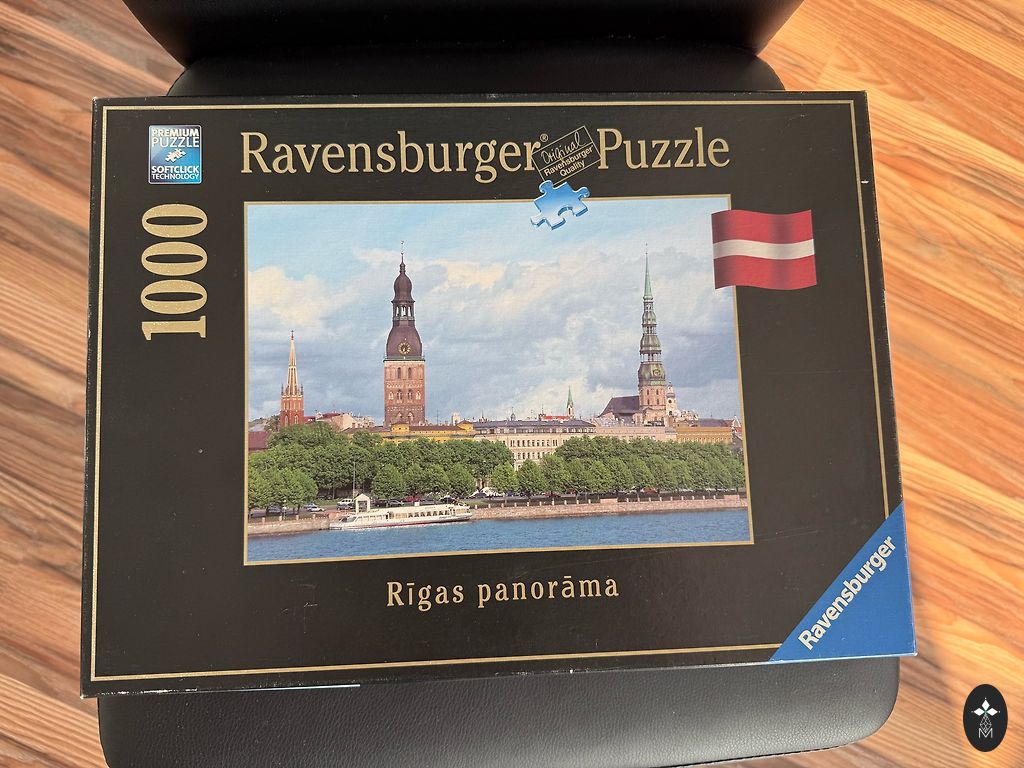 PREMIUM
PUZZLE
SOFTCLICK
TECHNOLOGY
Ravensburger® Puzzle
Original
Ravensburger
Quality
1000
Rīgas panorāma
Ravensburger
M